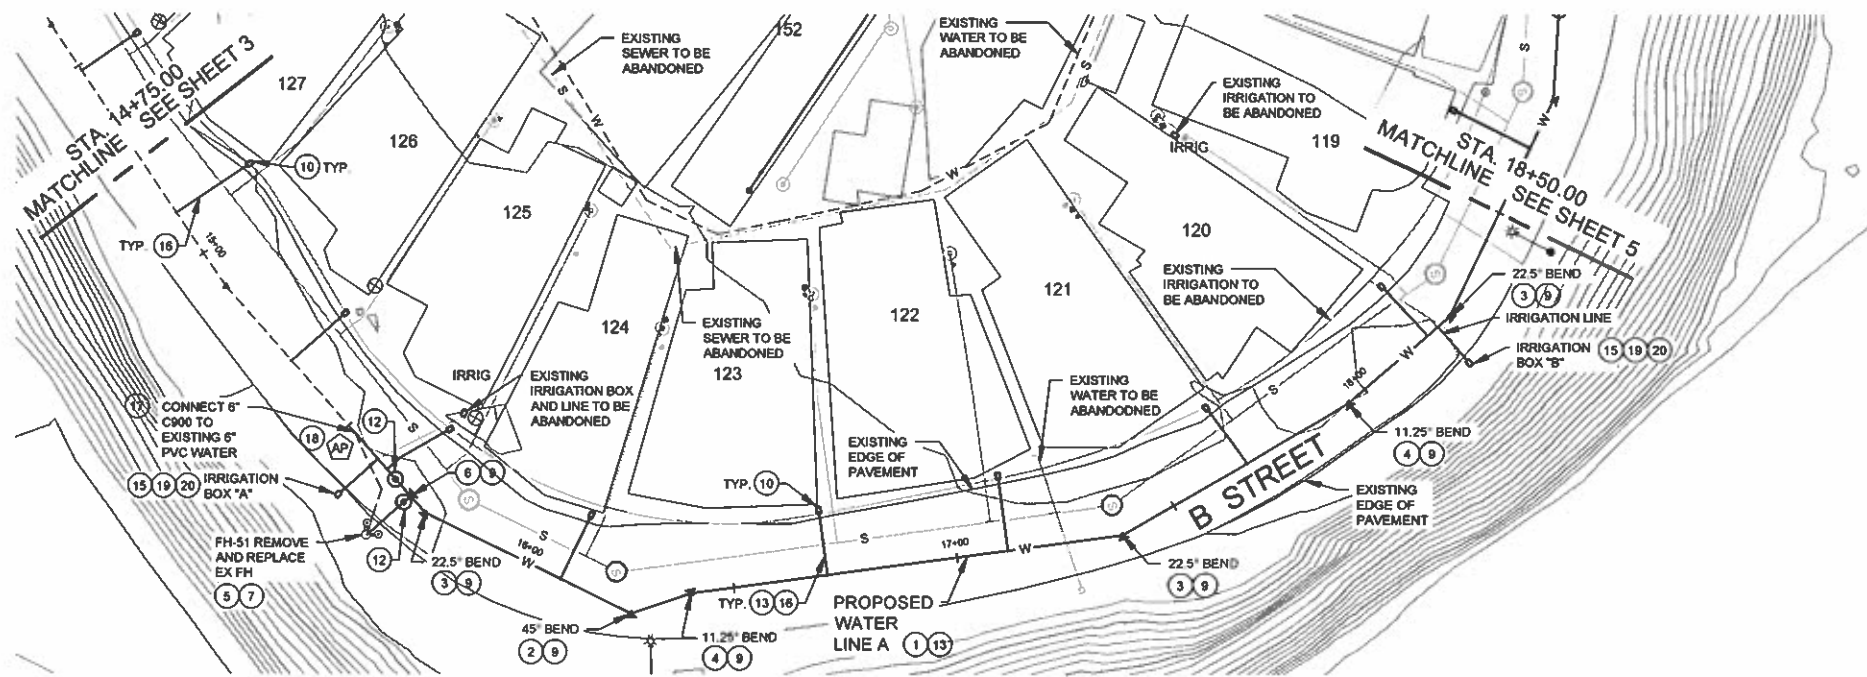 STA. 14+75.00
MATCHLINE SEE SHEET 3
127
126
10 TYP.
TYP. 16
15+00
125
EXISTING
SEWER TO BE
ABANDONED
S
W
152
EXISTING
WATER TO BE
ABANDONED
S
W
EXISTING
IRRIGATION TO
BE ABANDONED
IRRIG
119
STA. 18+50.00
MATCHLINE SEE SHEET 5
S
S
W
120
EXISTING
IRRIGATION TO
BE ABANDONED
121
122
123
124
EXISTING
SEWER TO BE
ABANDONED
IRRIG
EXISTING
IRRIGATION BOX
AND LINE TO BE
ABANDONED
22.5° BEND
3 9
IRRIGATION LINE
IRRIGATION
BOX "B"
15 19 20
S
17
CONNECT 6"
C900 TO
EXISTING 6"
PVC WATER
12
18
AP
15 19 20
IRRIGATION
BOX "A"
6 9
S
S
FH-51 REMOVE
AND REPLACE
EX FH
5 7
12
22.5° BEND
3 9
16+00
S
W
S
45° BEND
2 9
11.25° BEND
4 9
TYP. 10
TYP. 13 16
EXISTING
EDGE OF
PAVEMENT
EXISTING
WATER TO BE
ABANDODNED
S
17+00
W
S
PROPOSED
WATER
LINE A 1 13
22.5° BEND
3 9
B STREET
S
18+00
W
11.25° BEND
4 9
EXISTING
EDGE OF
PAVEMENT